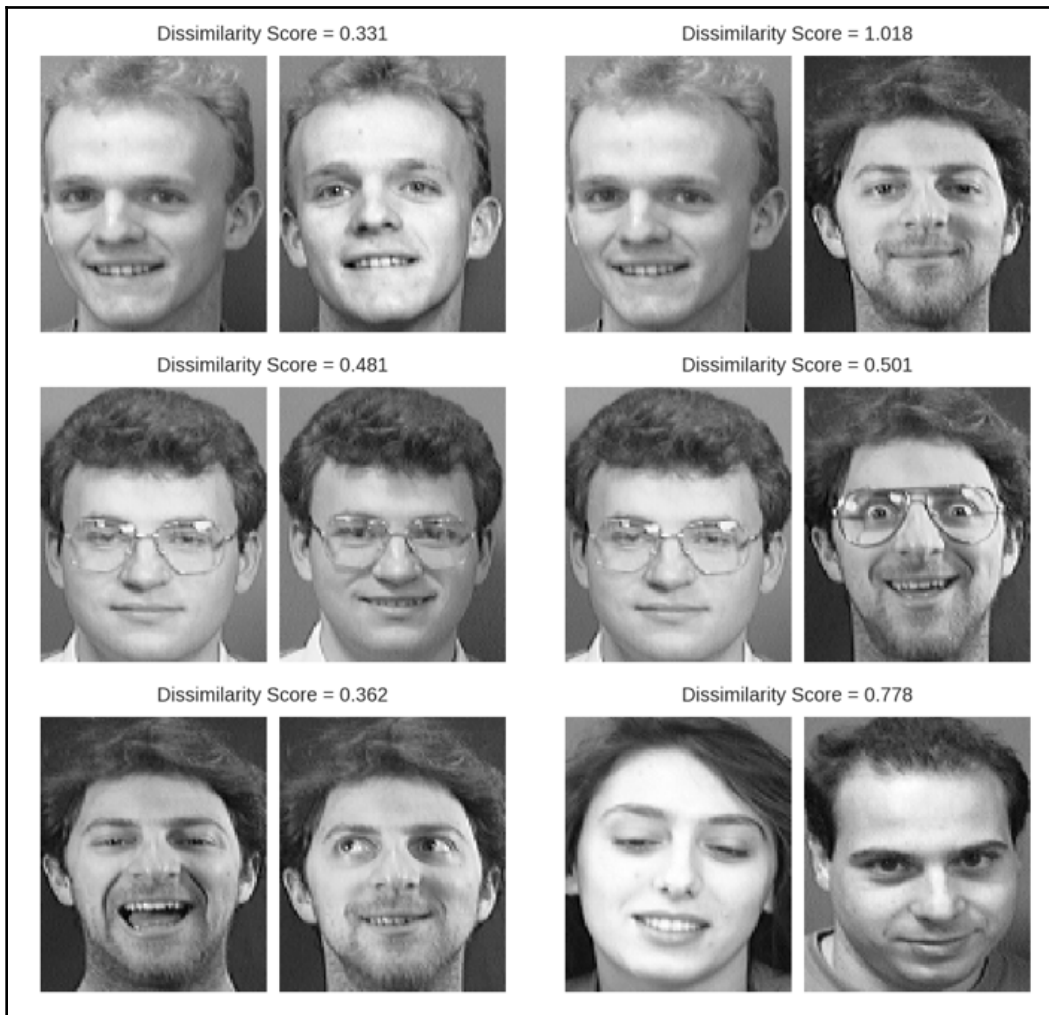 Dissimilarity Score = 0.331
Dissimilarity Score = 1.018
Dissimilarity Score = 0.481
Dissimilarity Score = 0.501
Dissimilarity Score = 0.362
Dissimilarity Score = 0.778